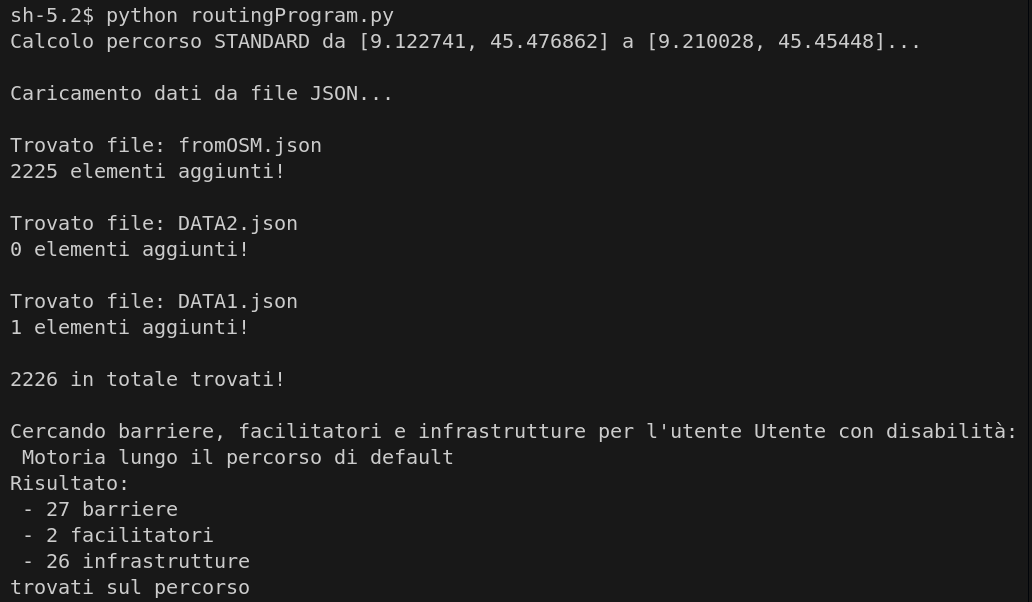 sh-5.2$ python routingProgram.py
Calcolo percorso STANDARD da [9.122741, 45.476862] a [9.210028, 45.45448]...
Caricamento dati da file JSON...
Trovato file: fromOSM.json
2225 elementi aggiunti!
Trovato file: DATA2.json
0 elementi aggiunti!
Trovato file: DATA1.json
1 elementi aggiunti!
2226 in totale trovati!
Cercando barriere, facilitatori e infrastrutture per l'utente Utente con disabilità:
 Motoria lungo il percorso di default
Risultato:
 - 27 barriere
 - 2 facilitatori
 - 26 infrastrutture
trovati sul percorso